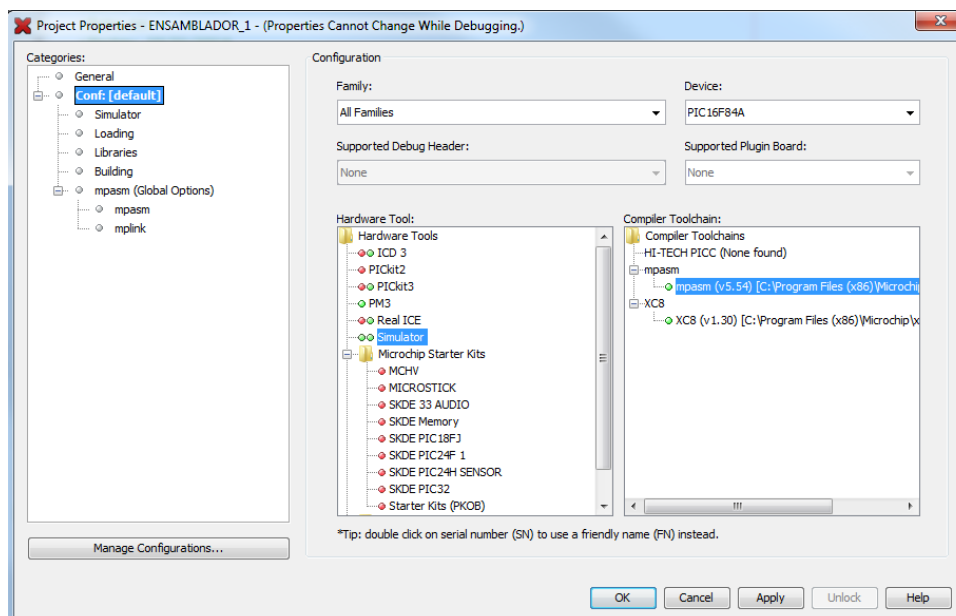 Project Properties - ENSAMBLADOR_1 - (Properties Cannot Change While Debugging.)
Categories:
General
Conf: [default]
Simulator
Loading
Libraries
Building
mpasm (Global Options)
mpasm
mplink
Manage Configurations...
Configuration
Family:
All Families
Device:
PIC16F84A
Supported Debug Header:
None
Supported Plugin Board:
None
Hardware Tool:
Hardware Tools
ICD 3
PICkit2
PICkit3
PM3
Real ICE
Simulator
Microchip Starter Kits
MCHV
MICROSTICK
SKDE 33 AUDIO
SKDE Memory
SKDE PIC18FJ
SKDE PIC24F 1
SKDE PIC24H SENSOR
SKDE PIC32
Starter Kits (PKOB)
Compiler Toolchain:
Compiler Toolchains
HI-TECH PICC (None found)
mpasm
mpasm (v5.54) [C:\Program Files (x86)\Microchip
XC8
XC8 (v1.30) [C:\Program Files (x86)\Microchip\x
*Tip: double click on serial number (SN) to use a friendly name (FN) instead.
OK
Cancel
Apply
Unlock
Help